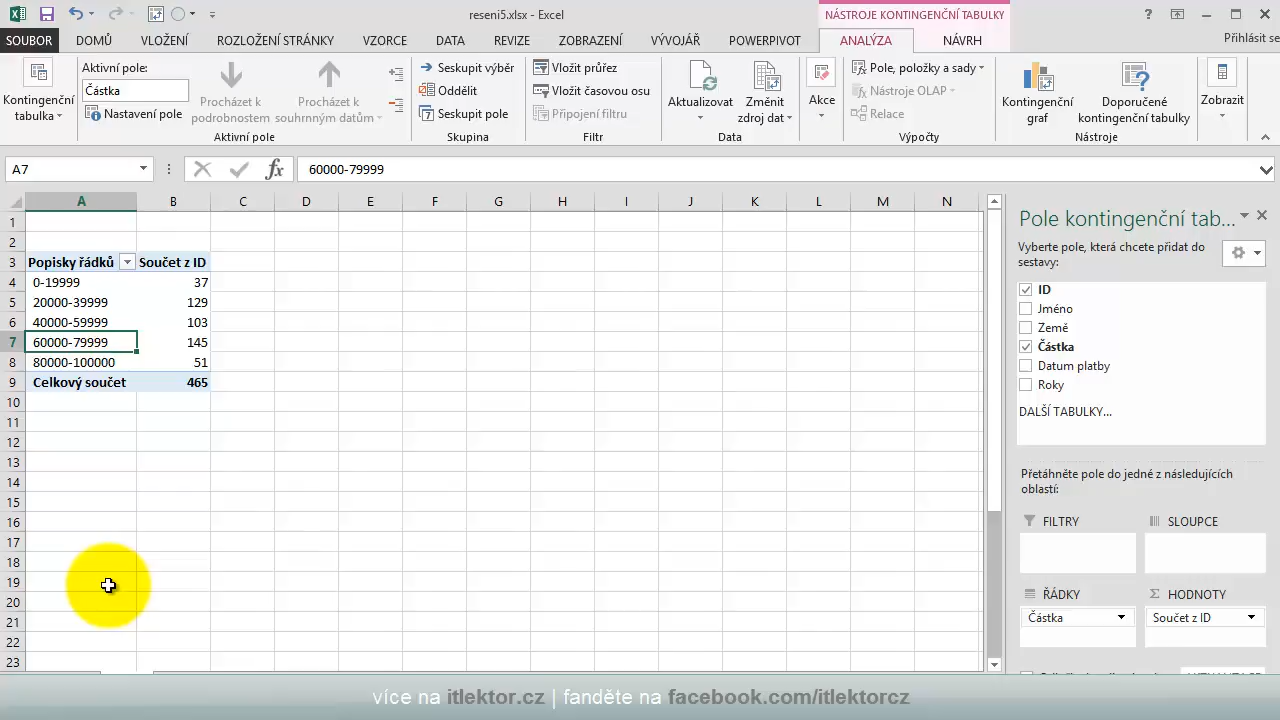 reseni5.xlsx - Excel
NÁSTROJE KONTINGENČNÍ TABULKY
?
SOUBOR DOMŮ VLOŽENÍ ROZLOŽENÍ STRÁNKY VZORCE DATA REVIZE ZOBRAZENÍ VÝVOJÁŘ POWERPIVOT ANALÝZA NÁVRH Přihlásit se
Kontingenční
tabulka
Aktivní pole:
Částka
Nastavení pole
Procházet k
podrobnostem
Procházet k
souhrnným datům
Aktivní pole
Seskupit výběr
Oddělit
Seskupit pole
Skupina
Vložit průřez
Vložit časovou osu
Připojení filtru
Filtr
Aktualizovat
Změnit
zdroj dat
Data
Akce
Pole, položky a sady
Nástroje OLAP
Relace
Výpočty
Kontingenční
graf
Doporučené
kontingenční tabulky
Nástroje
Zobrazit
A7 fx 60000-79999
A B C D E F G H I J K L M N
1
2
3 Popisky řádků Součet z ID
4 0-19999 37
5 20000-39999 129
6 40000-59999 103
7 60000-79999 145
8 80000-100000 51
9 Celkový součet 465
10
11
12
13
14
15
16
17
18
19
20
21
22
23
Pole kontingenční tab...
Vyberte pole, která chcete přidat do
sestavy:
ID
Jméno
Země
Částka
Datum platby
Roky
DALŠÍ TABULKY...
Přetáhněte pole do jedné z následujících
oblastí:
FILTRY
SLOUPCE
ŘÁDKY
Částka
HODNOTY
Součet z ID
více na itlektor.cz | fanděte na facebook.com/itlektorcz